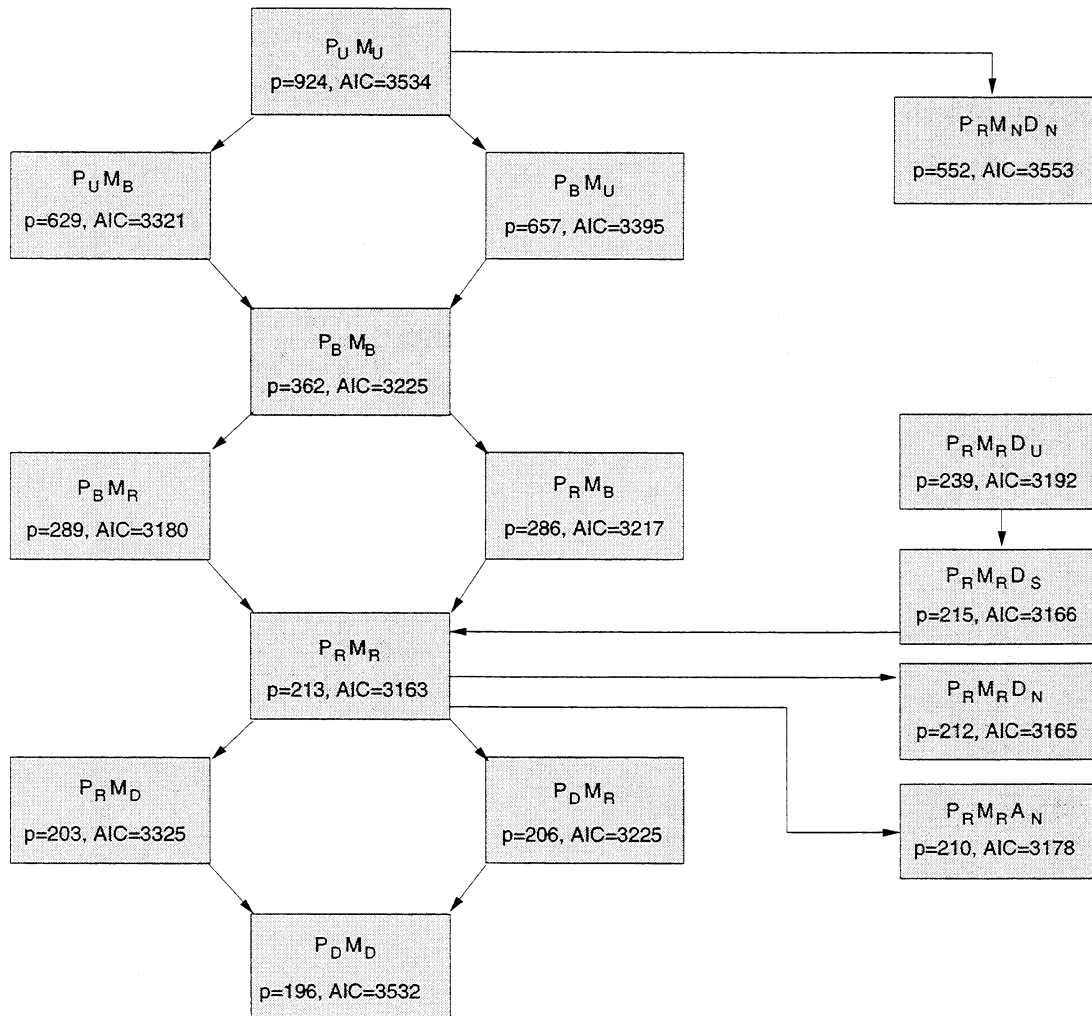 P_U M_U
p=924, AIC=3534
P_R M_N D_N
p=552, AIC=3553
P_U M_B
p=629, AIC=3321
P_B M_U
p=657, AIC=3395
P_B M_B
p=362, AIC=3225
P_R M_R D_U
p=239, AIC=3192
P_B M_R
p=289, AIC=3180
P_R M_B
p=286, AIC=3217
P_R M_R D_S
p=215, AIC=3166
P_R M_R
p=213, AIC=3163
P_R M_R D_N
p=212, AIC=3165
P_R M_D
p=203, AIC=3325
P_D M_R
p=206, AIC=3225
P_R M_R A_N
p=210, AIC=3178
P_D M_D
p=196, AIC=3532